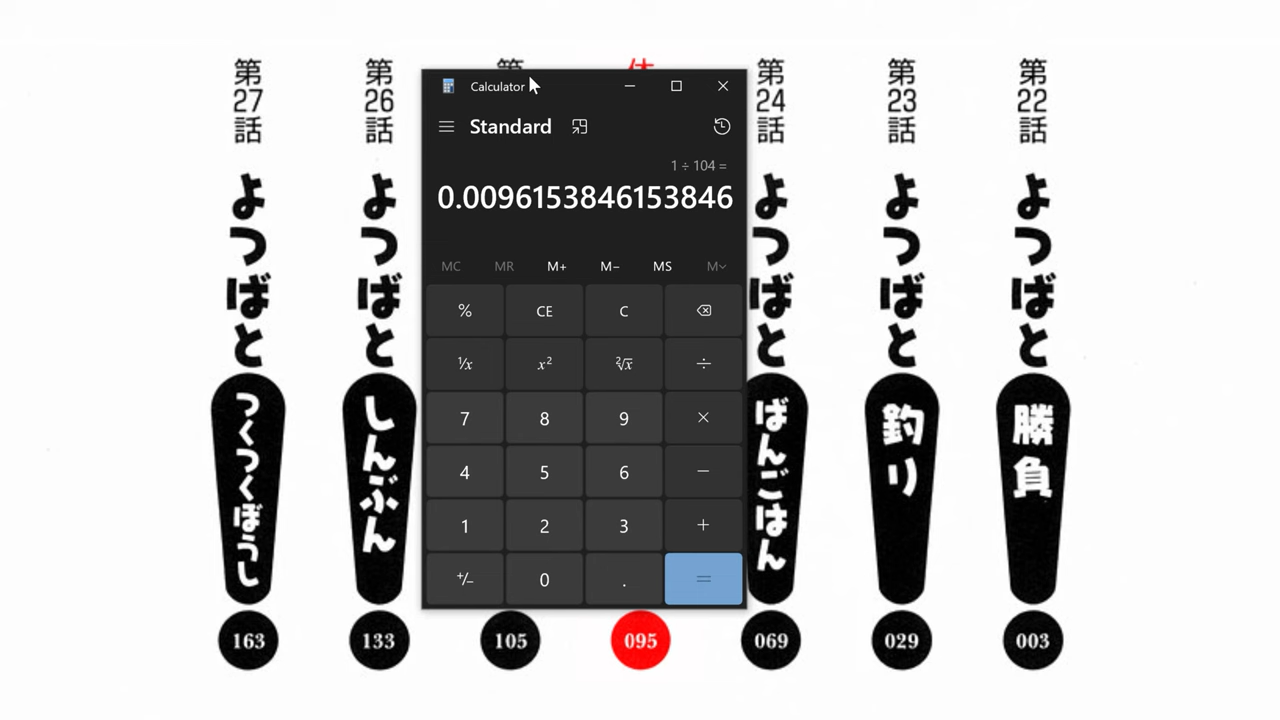 Calculator
Standard
1 ÷ 104 =
0.0096153846153846
MC MR M+ M− MS M
% CE C
¹/x x² ²√x ÷
7 8 9 ×
4 5 6 −
1 2 3 +
+/− 0 . =
第22話 よつばと 勝負 003
第23話 よつばと 釣り 029
第24話 よつばと ばんごはん 069
095
105
第26話 よつばと しんぶん 133
第27話 よつばと つくつくぼうし 163